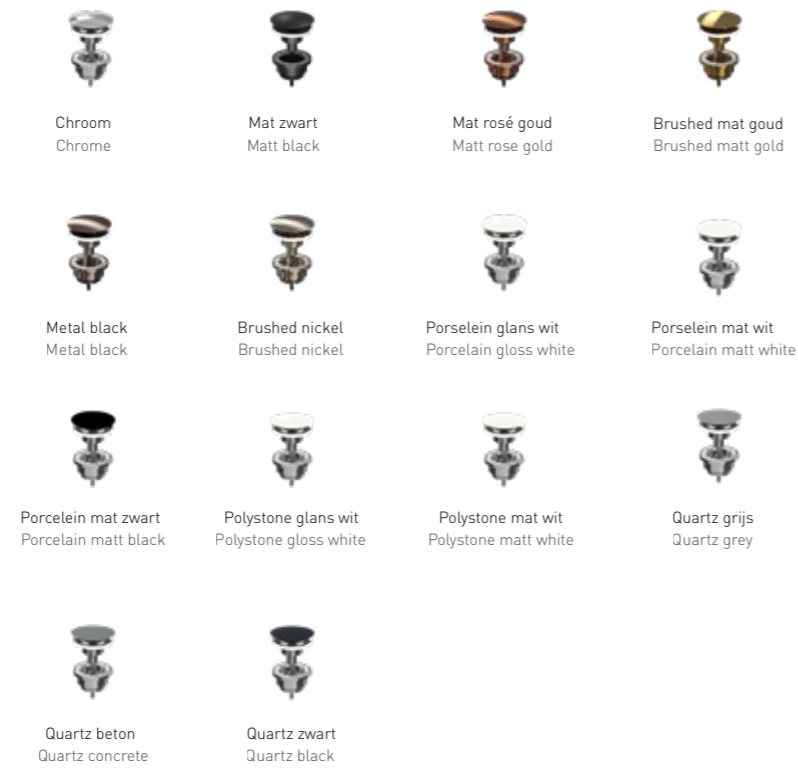 Chroom
Chrome
Mat zwart
Matt black
Mat rosé goud
Matt rose gold
Brushed mat goud
Brushed matt gold
Metal black
Metal black
Brushed nickel
Brushed nickel
Porselein glans wit
Porcelain gloss white
Porselein mat wit
Porcelain matt white
Porcelein mat zwart
Porcelain matt black
Polystone glans wit
Polystone gloss white
Polystone mat wit
Polystone matt white
Quartz grijs
Quartz grey
Quartz beton
Quartz concrete
Quartz zwart
Quartz black